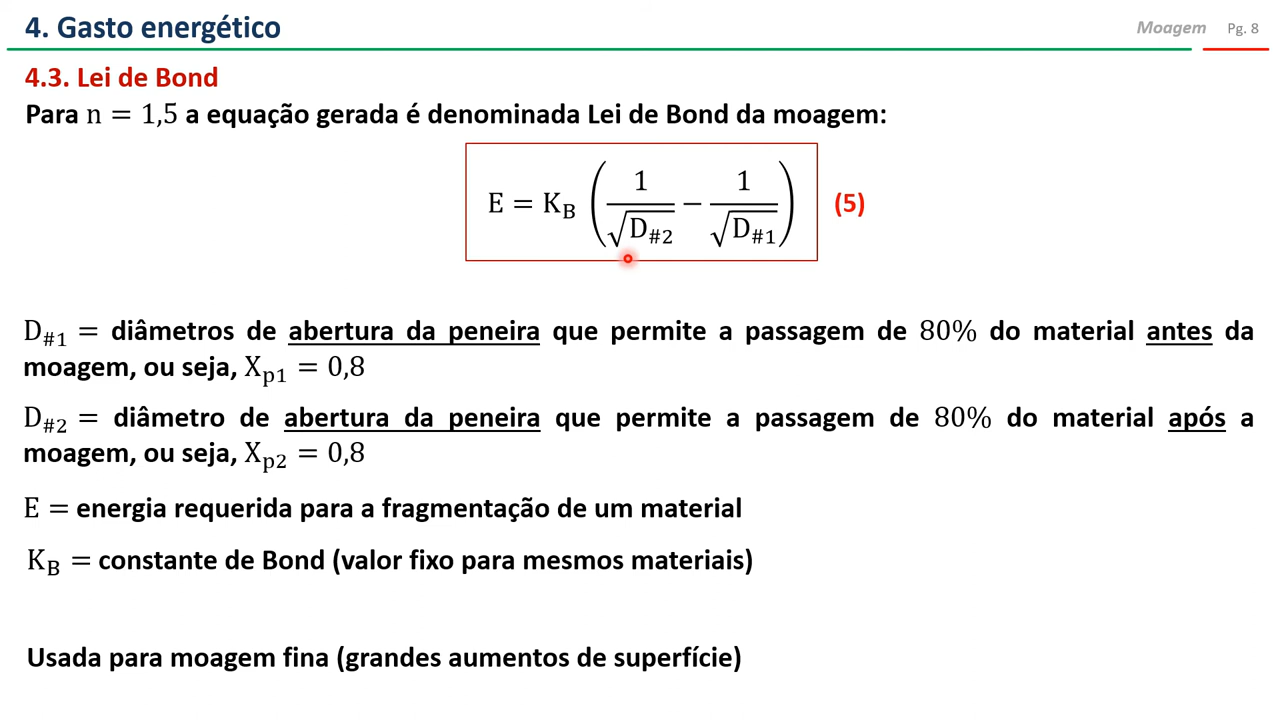 4. Gasto energético
Moagem Pg. 8
4.3. Lei de Bond
Para n = 1,5 a equação gerada é denominada Lei de Bond da moagem:
E = K_B (1/√D_#2 − 1/√D_#1) (5)
D_#1 = diâmetros de abertura da peneira que permite a passagem de 80% do material antes da
moagem, ou seja, X_p1 = 0,8
D_#2 = diâmetro de abertura da peneira que permite a passagem de 80% do material após a
moagem, ou seja, X_p2 = 0,8
E = energia requerida para a fragmentação de um material
K_B = constante de Bond (valor fixo para mesmos materiais)
Usada para moagem fina (grandes aumentos de superfície)